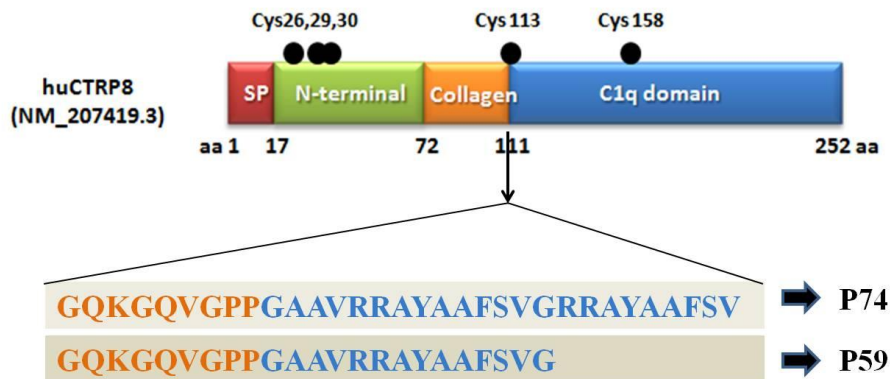 Cys26,29,30 Cys 113 Cys 158
huCTRP8
(NM_207419.3)
SP N-terminal Collagen C1q domain
aa 1 17 72 111 252 aa
GQKGQVGPPGAAVRRAYAAFSVGRRAYAAFSV P74
GQKGQVGPPGAAVRRAYAAFSVG P59